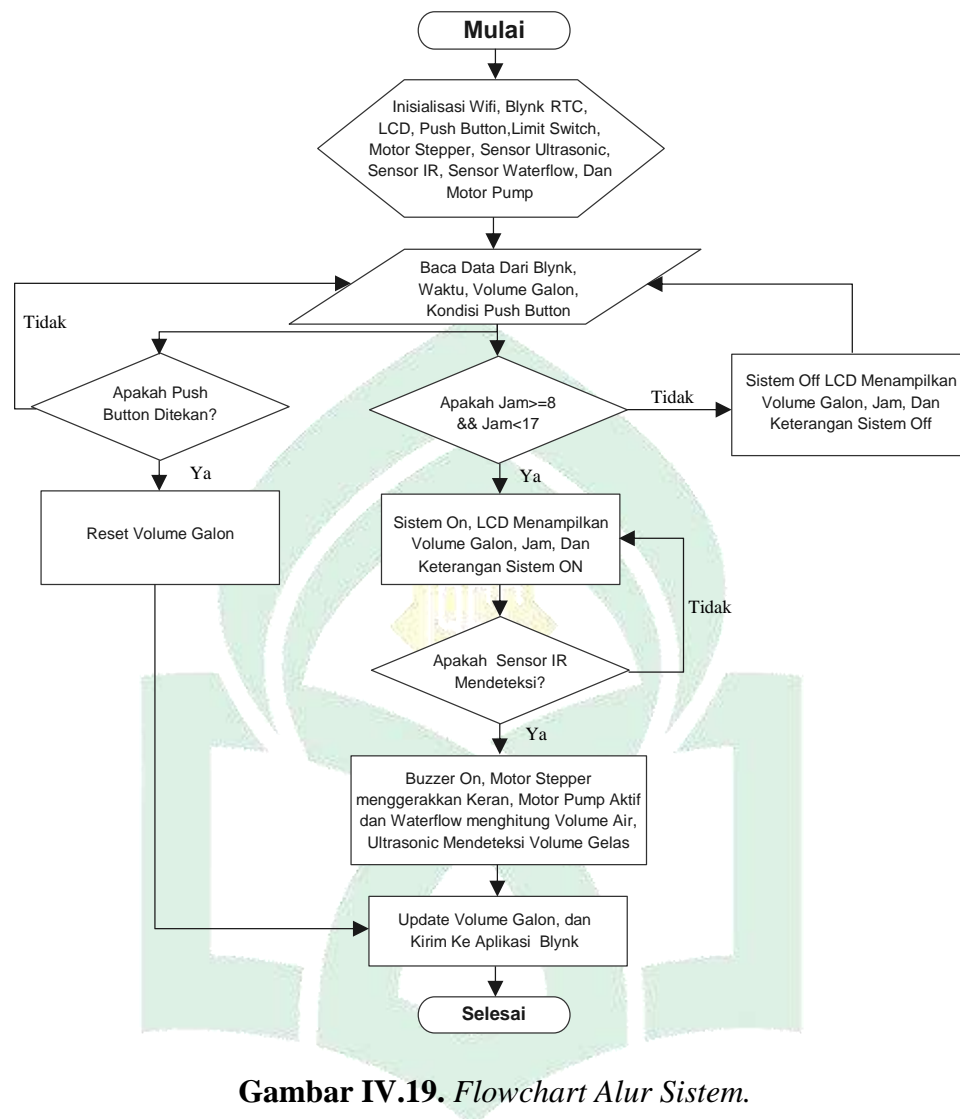 Mulai
Inisialisasi Wifi, Blynk RTC,
LCD, Push Button,Limit Switch,
Motor Stepper, Sensor Ultrasonic,
Sensor IR, Sensor Waterflow, Dan
Motor Pump
Baca Data Dari Blynk,
Waktu, Volume Galon,
Kondisi Push Button
Tidak
Apakah Push
Button Ditekan?
Apakah Jam>=8
&& Jam<17
Tidak
Sistem Off LCD Menampilkan
Volume Galon, Jam, Dan
Keterangan Sistem Off
Ya
Ya
Reset Volume Galon
Sistem On, LCD Menampilkan
Volume Galon, Jam, Dan
Keterangan Sistem ON
Tidak
Apakah Sensor IR
Mendeteksi?
Ya
Buzzer On, Motor Stepper
menggerakkan Keran, Motor Pump Aktif
dan Waterflow menghitung Volume Air,
Ultrasonic Mendeteksi Volume Gelas
Update Volume Galon, dan
Kirim Ke Aplikasi Blynk
Selesai
Gambar IV.19. Flowchart Alur Sistem.